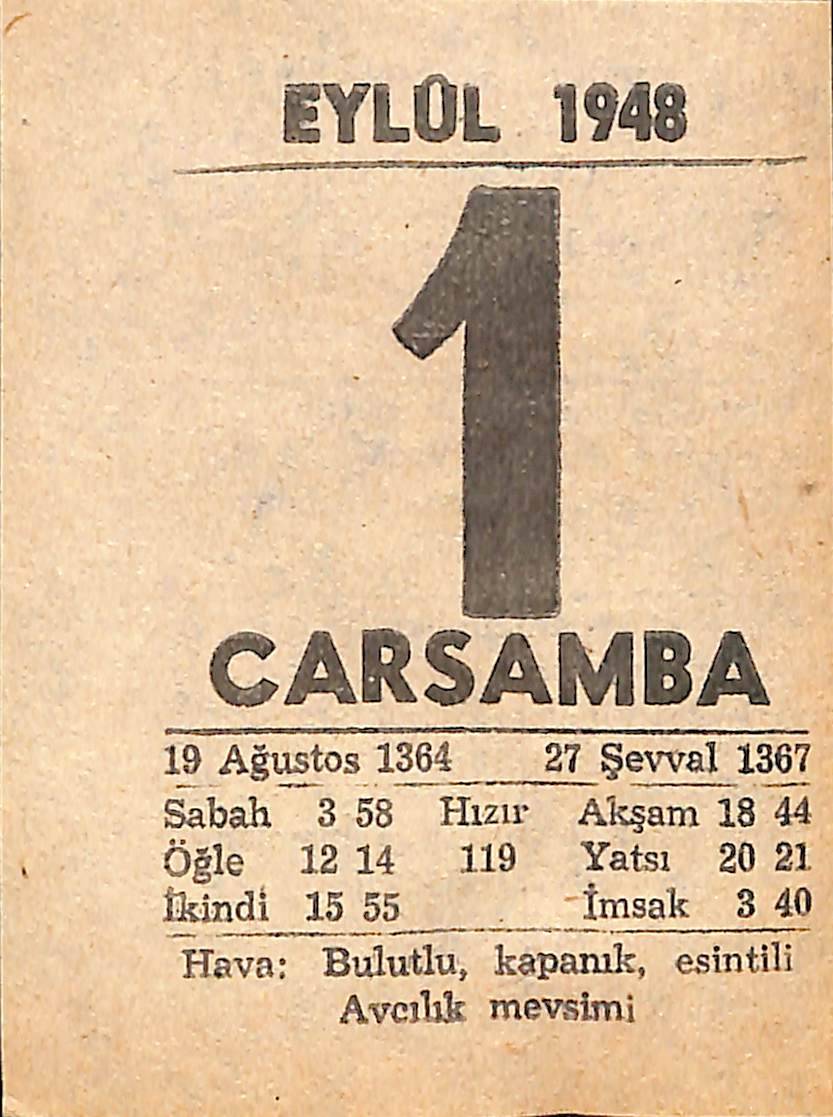 EYLÛL 1948
1
CARSAMBA
19 Ağustos 1364 27 Şevval 1367
Sabah 3 58 Hızır Akşam 18 44
Öğle 12 14 119 Yatsı 20 21
İkindi 15 55 İmsak 3 40
Hava: Bulutlu, kapanık, esintili
Avcılık mevsimi